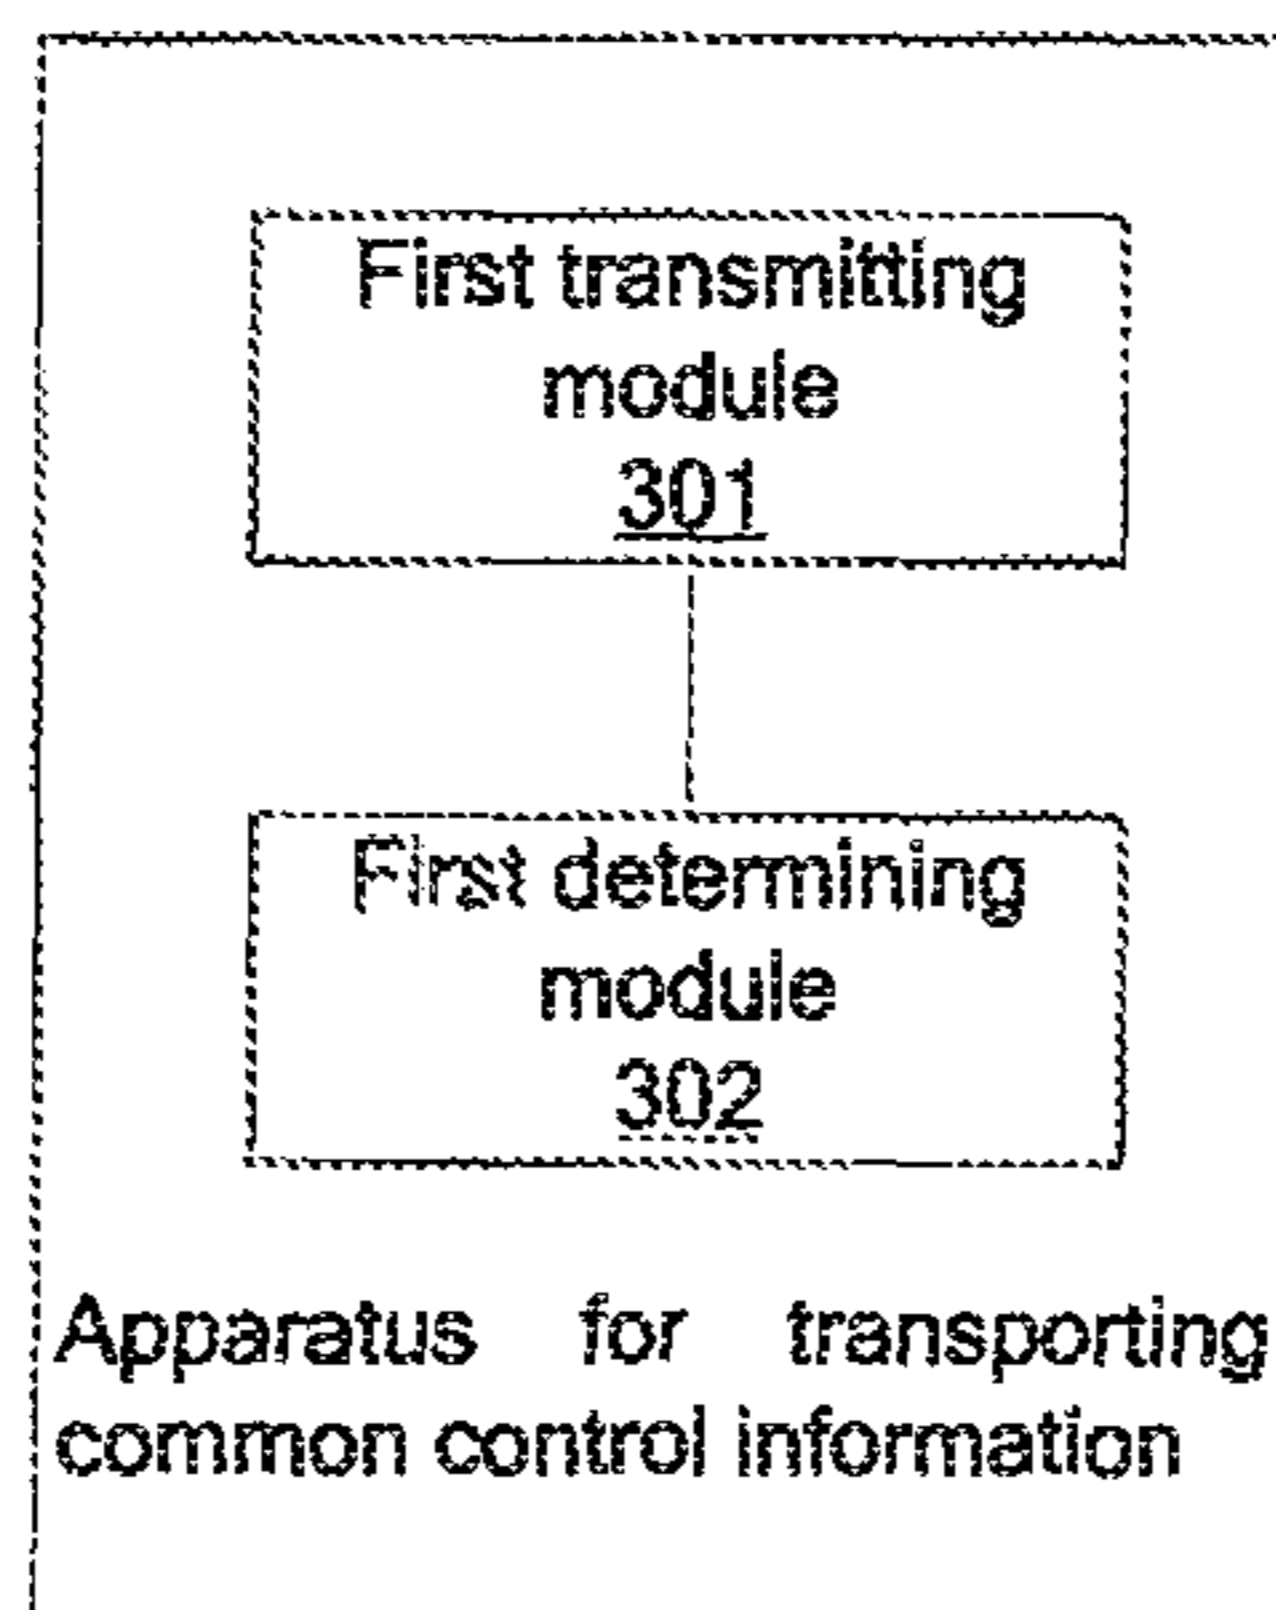 First transmitting
module
301
First determining
module
302
Apparatus for transporting
common control information